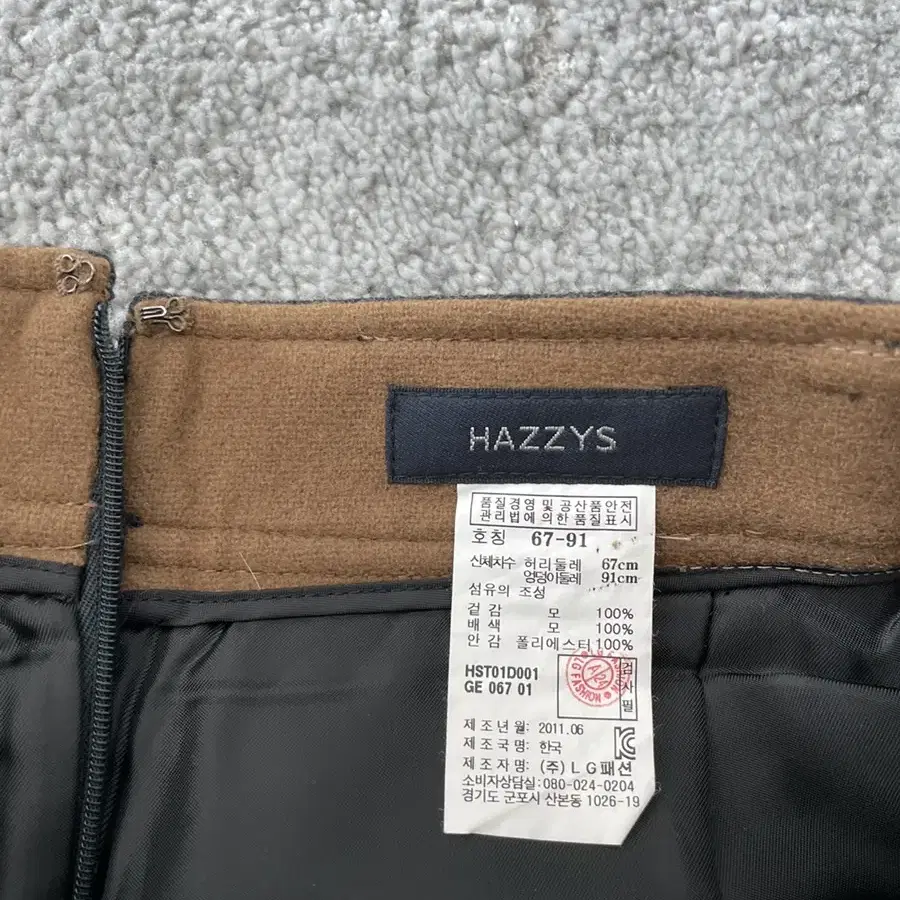 HAZZYS
품질경영 및 공산품안전
관리법에 의한 품질표시
호칭 67-91
신체치수 허리둘레 67cm
엉덩이둘레 91cm
섬유의 조성
겉감 모 100%
배색 모 100%
안감 폴리에스터 100%
HST01D001
GE 067 01
LG FASHION
검사필
제조년월: 2011.06
제조국명: 한국
제조자명: (주)LG패션
소비자상담실: 080-024-0204
경기도 군포시 산본동 1026-19